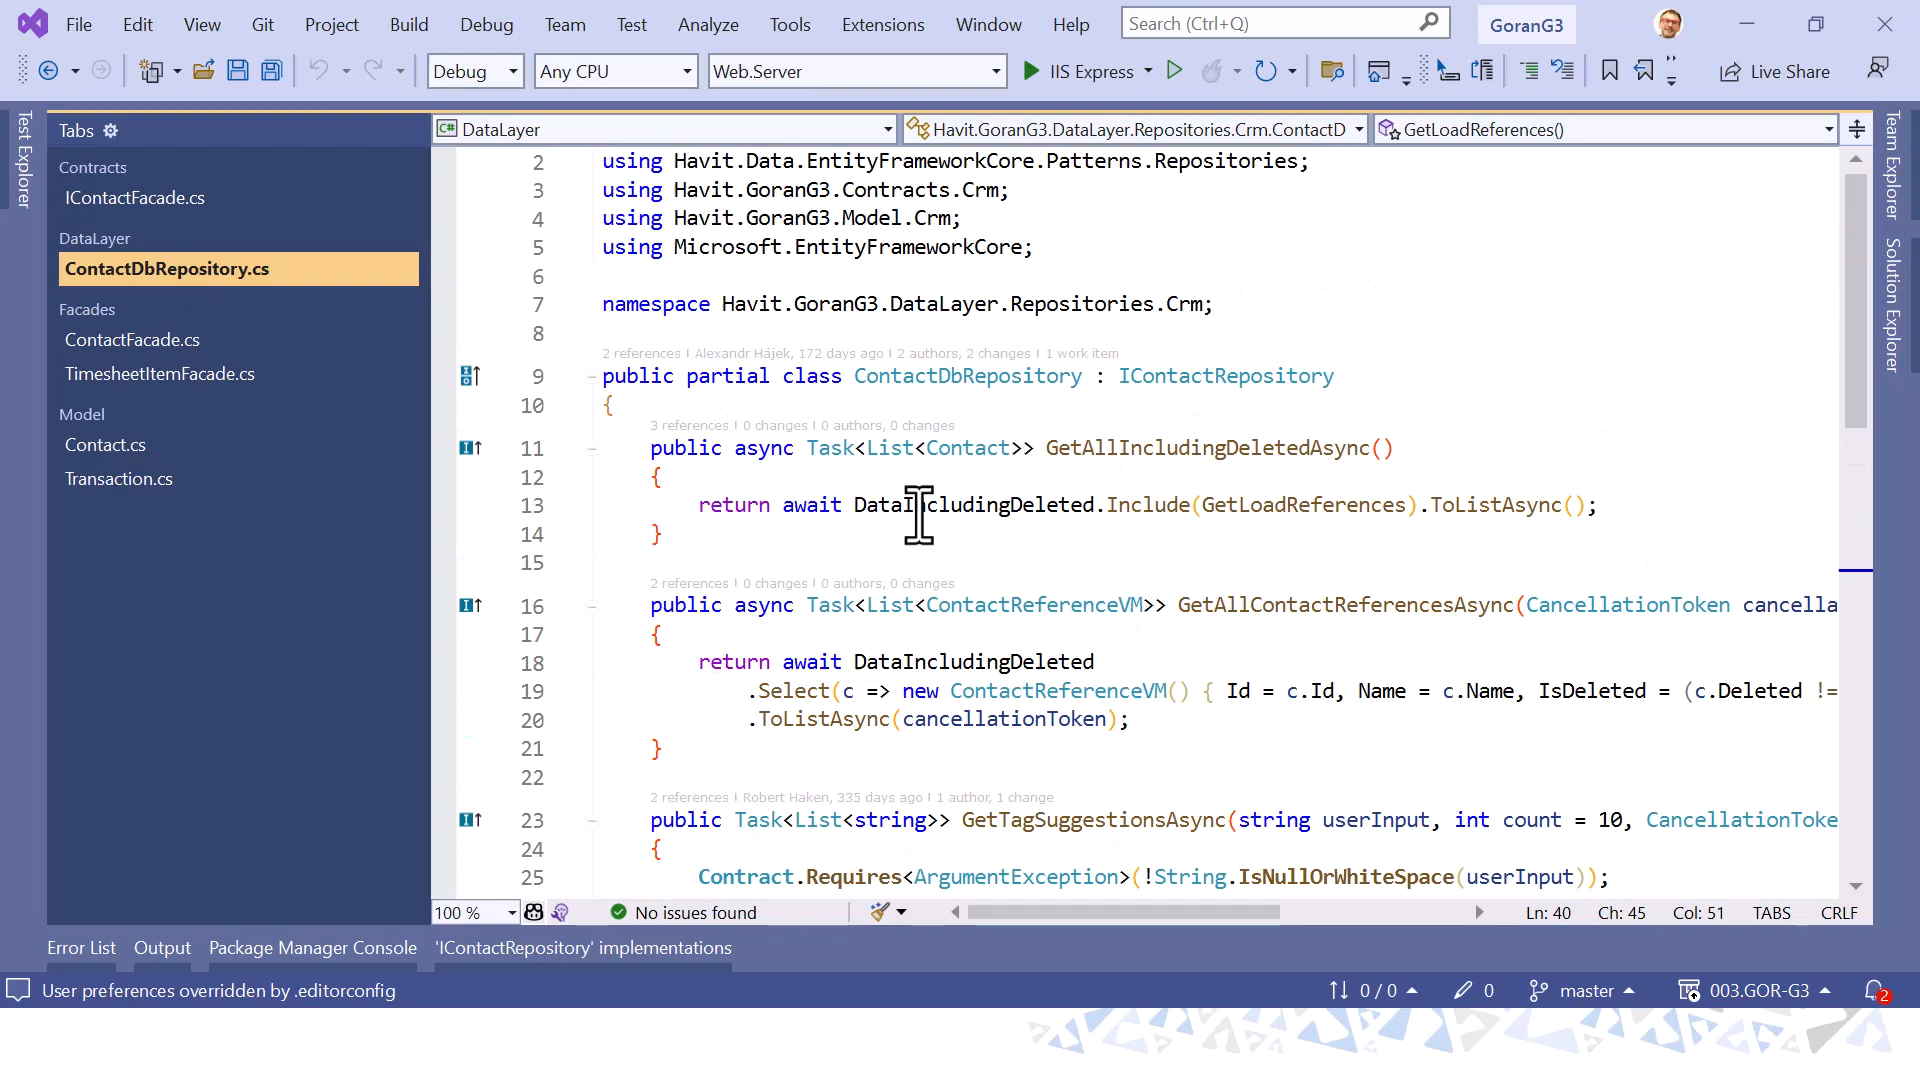 File Edit View Git Project Build Debug Team Test Analyze Tools Extensions Window Help Search (Ctrl+Q) GoranG3
Debug Any CPU Web.Server IIS Express Live Share
Test Explorer
Tabs
Contracts
IContactFacade.cs
DataLayer
ContactDbRepository.cs
Facades
ContactFacade.cs
TimesheetItemFacade.cs
Model
Contact.cs
Transaction.cs
C# DataLayer Havit.GoranG3.DataLayer.Repositories.Crm.ContactD GetLoadReferences()
2 using Havit.Data.EntityFrameworkCore.Patterns.Repositories;
3 using Havit.GoranG3.Contracts.Crm;
4 using Havit.GoranG3.Model.Crm;
5 using Microsoft.EntityFrameworkCore;
6
7 namespace Havit.GoranG3.DataLayer.Repositories.Crm;
8
2 references | Alexandr Hájek, 172 days ago | 2 authors, 2 changes | 1 work item
9 public partial class ContactDbRepository : IContactRepository
10 {
3 references | 0 changes | 0 authors, 0 changes
11 public async Task<List<Contact>> GetAllIncludingDeletedAsync()
12 {
13 return await DataIncludingDeleted.Include(GetLoadReferences).ToListAsync();
14 }
15
2 references | 0 changes | 0 authors, 0 changes
16 public async Task<List<ContactReferenceVM>> GetAllContactReferencesAsync(CancellationToken cancella
17 {
18 return await DataIncludingDeleted
19 .Select(c => new ContactReferenceVM() { Id = c.Id, Name = c.Name, IsDeleted = (c.Deleted !=
20 .ToListAsync(cancellationToken);
21 }
22
2 references | Robert Haken, 335 days ago | 1 author, 1 change
23 public Task<List<string>> GetTagSuggestionsAsync(string userInput, int count = 10, CancellationToke
24 {
25 Contract.Requires<ArgumentException>(!String.IsNullOrWhiteSpace(userInput));
Team Explorer
Solution Explorer
100 % No issues found Ln: 40 Ch: 45 Col: 51 TABS CRLF
Error List Output Package Manager Console 'IContactRepository' implementations
User preferences overridden by .editorconfig 0 / 0 0 master 003.GOR-G3 2